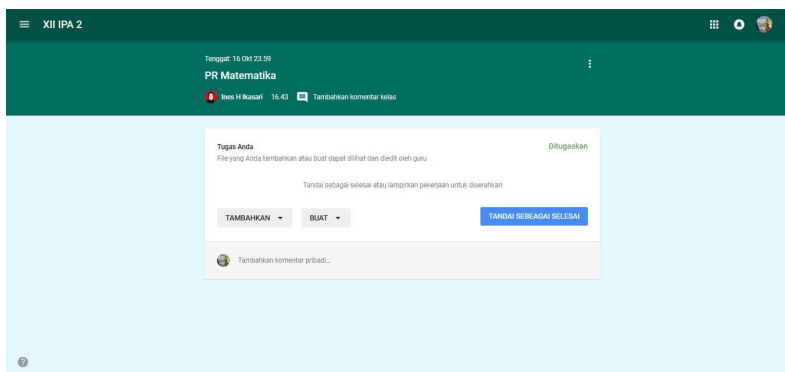 XII IPA 2
Tenggat: 16 Okt 23.59
PR Matematika
Ines H Ikasari 16.43 Tambahkan komentar kelas
Tugas Anda Ditugaskan
File yang Anda tambahkan atau buat dapat dilihat dan diedit oleh guru
Tandai sebagai selesai atau lampirkan pekerjaan untuk diserahkan
TAMBAHKAN BUAT TANDAI SEBEAGAI SELESAI
Tambahkan komentar pribadi...